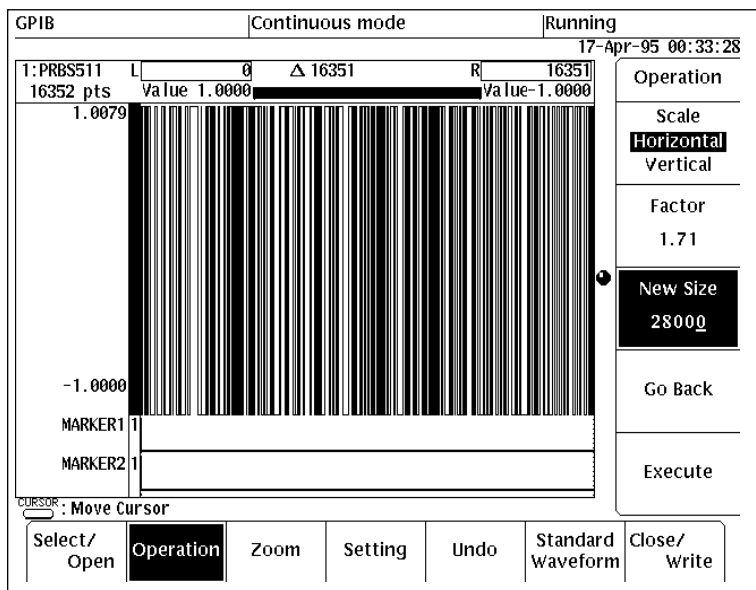 GPIB Continuous mode Running
17-Apr-95 00:33:28
1:PRBS511 L 0 Δ 16351 R 16351
16352 pts Value 1.0000 Value-1.0000
1.0079
-1.0000
MARKER1 1
MARKER2 1
CURSOR : Move Cursor
Operation
Scale
Horizontal
Vertical
Factor
1.71
New Size
28000
Go Back
Execute
Select/
Open
Operation
Zoom
Setting
Undo
Standard
Waveform
Close/
Write